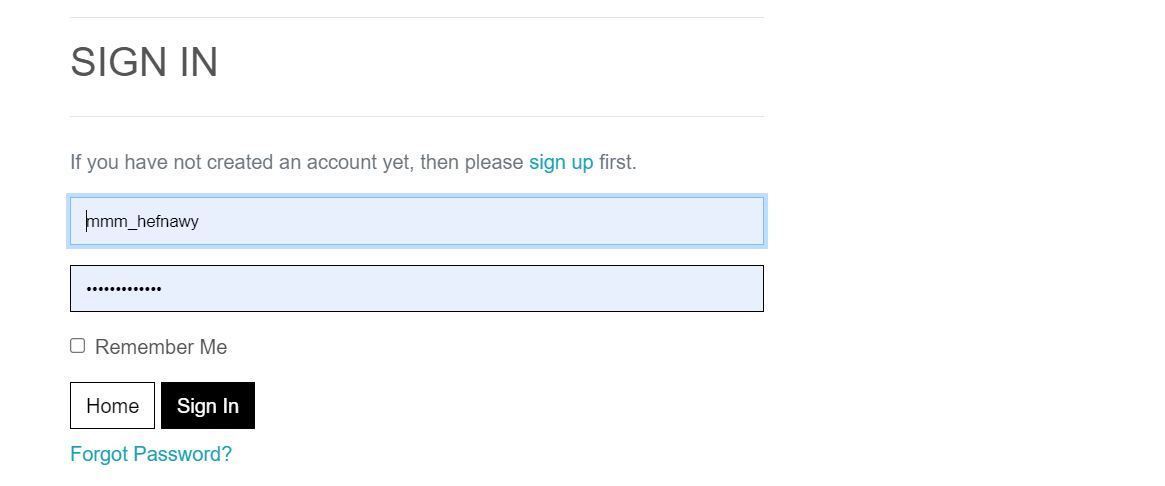 SIGN IN
If you have not created an account yet, then please sign up first.
mmm_hefnawy
•••••••••••••
Remember Me
Home Sign In
Forgot Password?